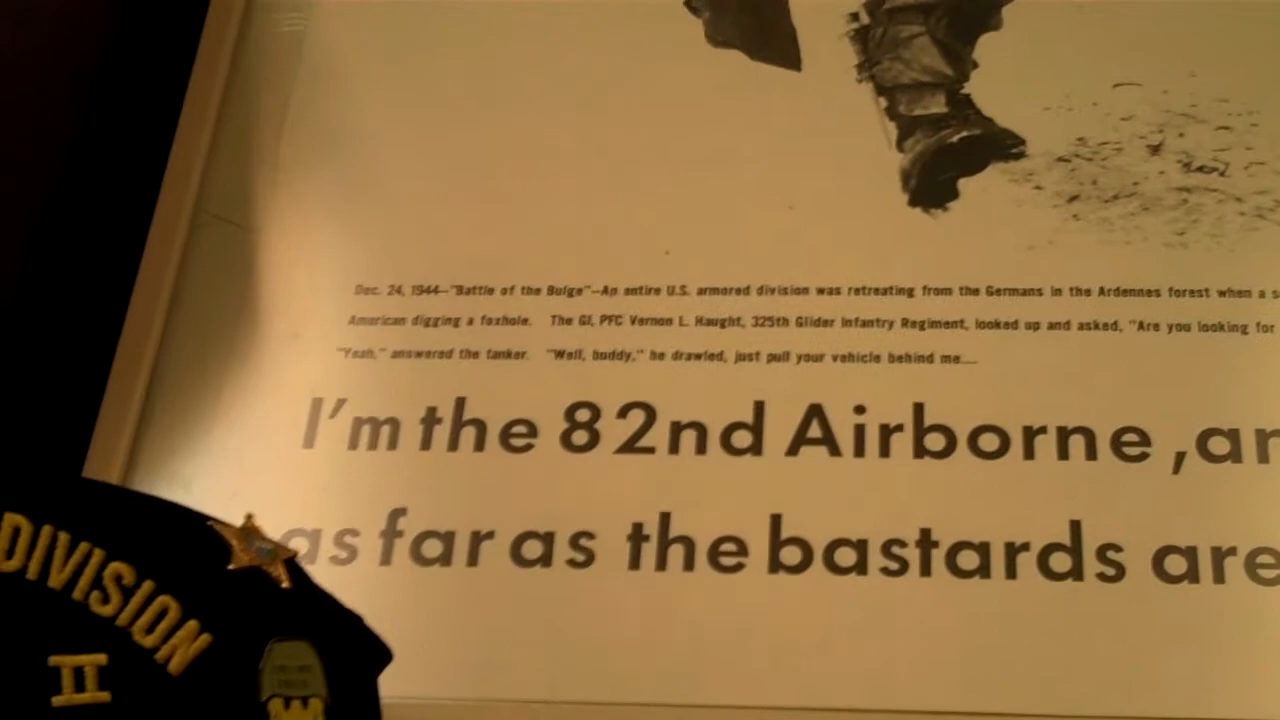 Dec. 24, 1944—"Battle of the Bulge"—An entire U.S. armored division was retreating from the Germans in the Ardennes forest when a s
American digging a foxhole. The GI, PFC Vernon L. Haught, 325th Glider Infantry Regiment, looked up and asked, "Are you looking for
"Yeah," answered the tanker. "Well, buddy," he drawled, just pull your vehicle behind me....
I'm the 82nd Airborne ,an
as far as the bastards are
DIVISION
II